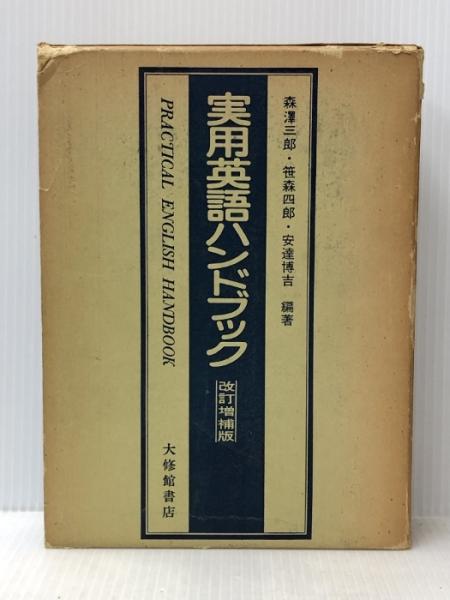 森澤三郎・笹森四郎・安達博吉 編著
実用英語ハンドブック
改訂増補版
PRACTICAL ENGLISH HANDBOOK
大修館書店